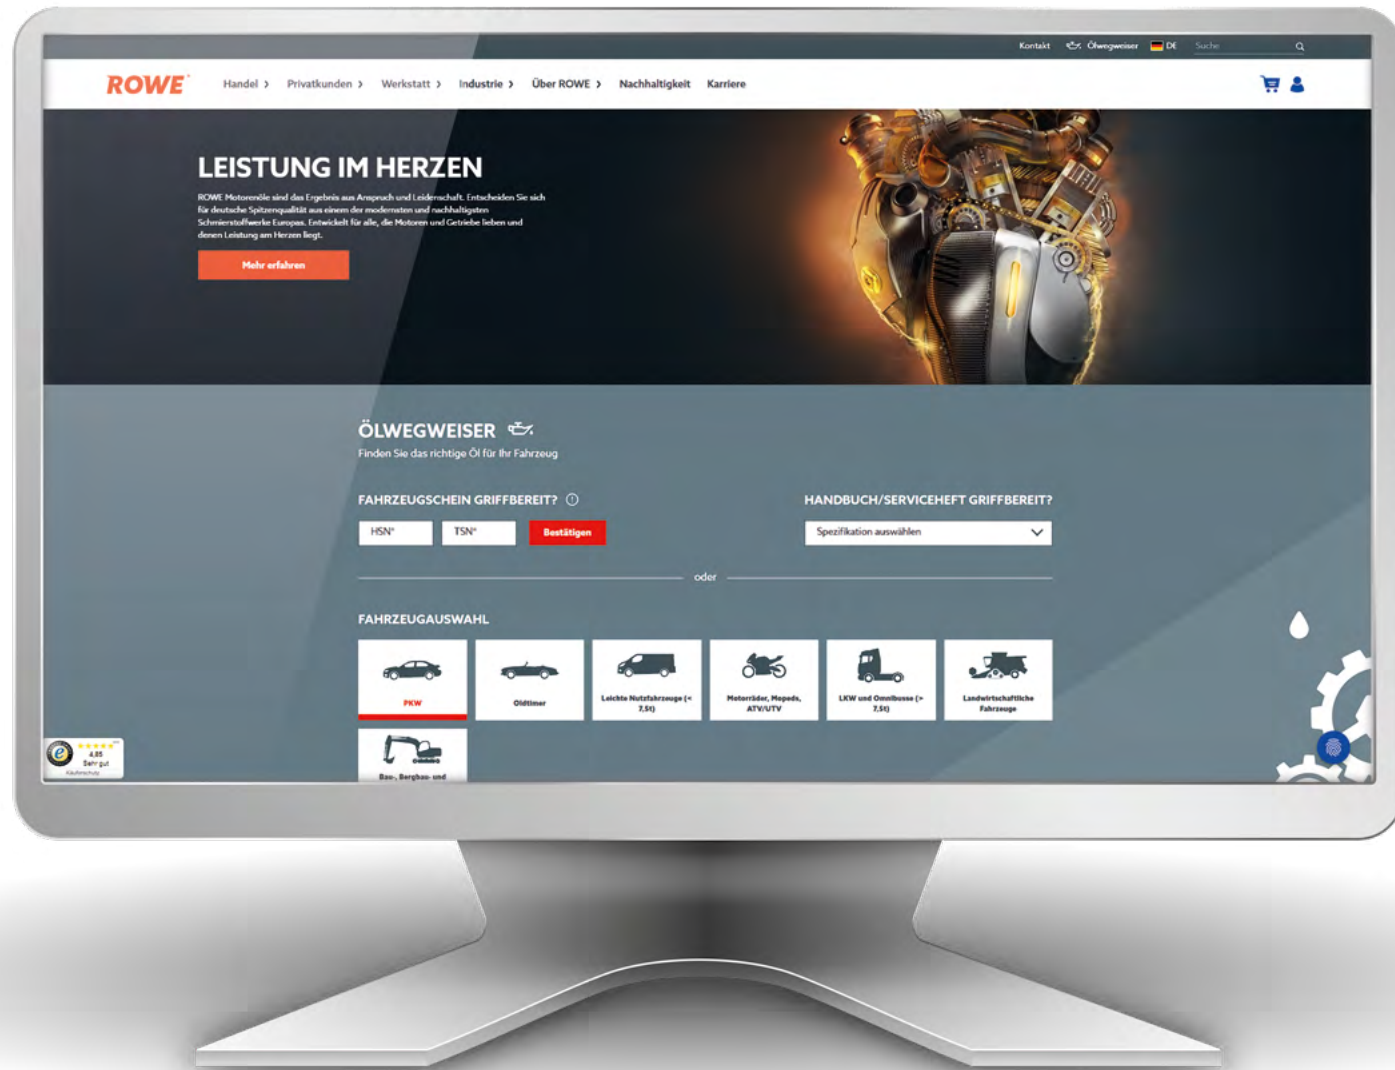 Kontakt Ölwegweiser DE Suche
ROWE Handel Privatkunden Werkstatt Industrie Über ROWE Nachhaltigkeit Karriere
LEISTUNG IM HERZEN
ROWE Motorenöle sind das Ergebnis aus Anspruch und Leidenschaft. Entscheiden Sie sich
für deutsche Spitzenqualität aus einem der modernsten und nachhaltigsten
Schmierstoffwerke Europas. Entwickelt für alle, die Motoren und Getriebe lieben und
denen Leistung am Herzen liegt.
Mehr erfahren
ÖLWEGWEISER
Finden Sie das richtige Öl für Ihr Fahrzeug
FAHRZEUGSCHEIN GRIFFBEREIT?
HSN* TSN* Bestätigen
HANDBUCH/SERVICEHEFT GRIFFBEREIT?
Spezifikation auswählen
oder
FAHRZEUGAUSWAHL
PKW
Oldtimer
Leichte Nutzfahrzeuge (<
7,5t)
Motorräder, Mopeds,
ATV/UTV
LKW und Omnibusse (>
7,5t)
Landwirtschaftliche
Fahrzeuge
Bau-, Bergbau- und
4,85
Sehr gut
Käuferschutz